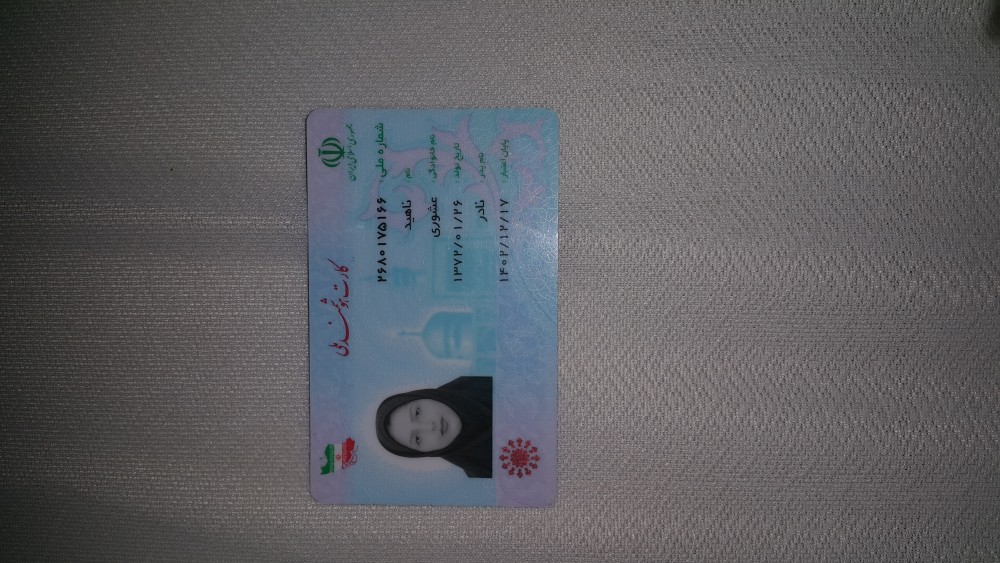 جمهوری اسلامی ایران
کارت هوشمند ملی
شماره ملی : ۲۶۸۰۱۷۵۱۶۶
نام : ناهید
نام خانوادگی : عشوری
تاریخ تولد : ۱۳۷۲/۰۱/۲۶
نام پدر : نادر
پایان اعتبار : ۱۴۰۲/۱۲/۱۷